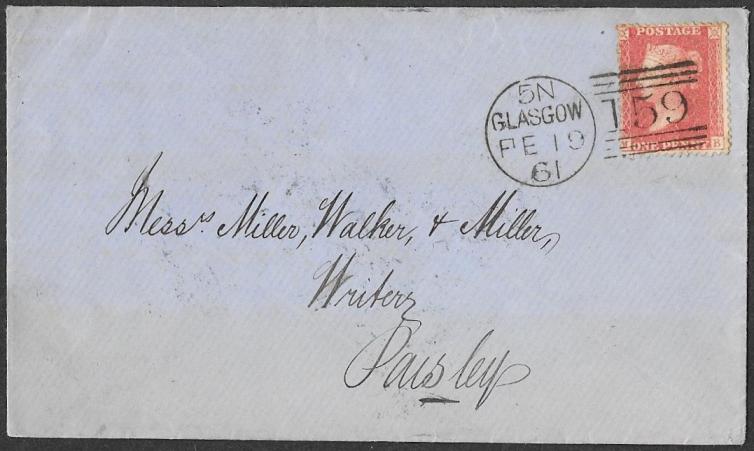 POSTAGE
159
ONE PENNY
B
5N
GLASGOW
FE 19
61
Messrs Miller, Walker, & Miller,
Writers
Paisley